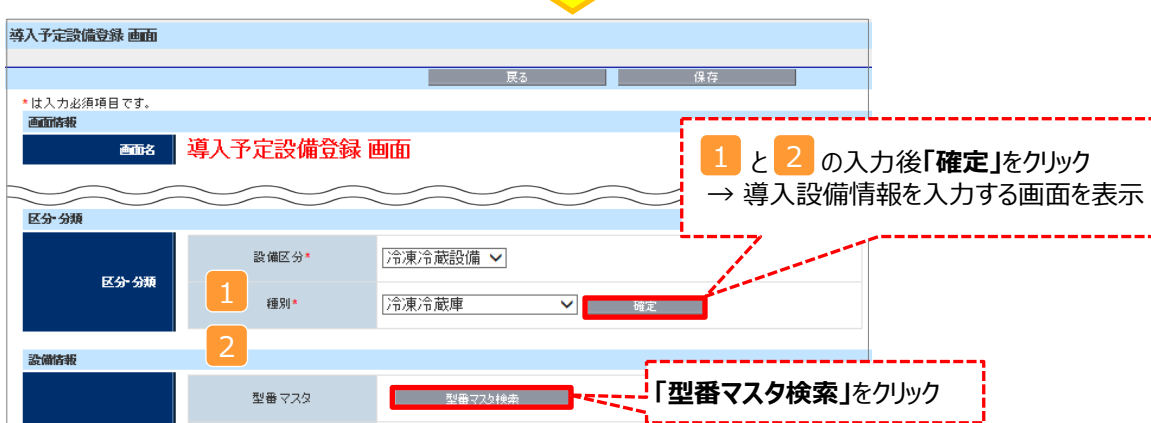 導入予定設備登録 画面
戻る 保存
*は入力必須項目です。
画面情報
画面名 導入予定設備登録 画面
1 と 2 の入力後「確定」をクリック
→ 導入設備情報を入力する画面を表示
区分・分類
区分・分類
設備区分* 冷凍冷蔵設備
1
種別* 冷凍冷蔵庫 確定
2
設備情報
型番マスタ 型番マスタ検索 「型番マスタ検索」をクリック